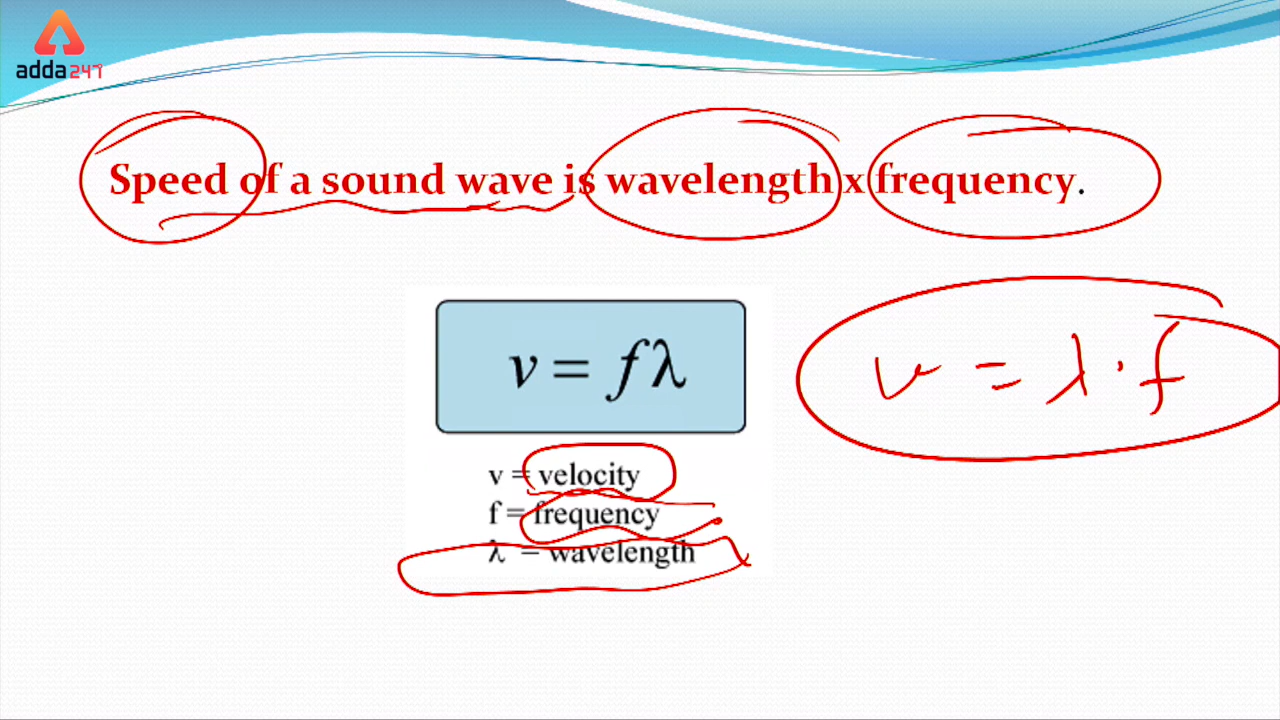 adda247
Speed of a sound wave is wavelength x frequency.
v = fλ
v = λ · f
v = velocity
f = frequency
λ = wavelength